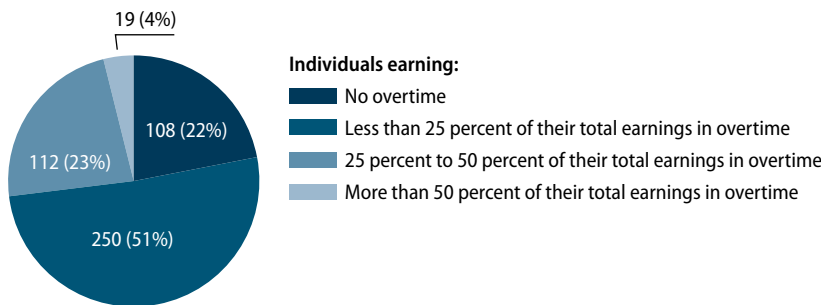 19 (4%)
108 (22%)
112 (23%)
250 (51%)
Individuals earning:
No overtime
Less than 25 percent of their total earnings in overtime
25 percent to 50 percent of their total earnings in overtime
More than 50 percent of their total earnings in overtime